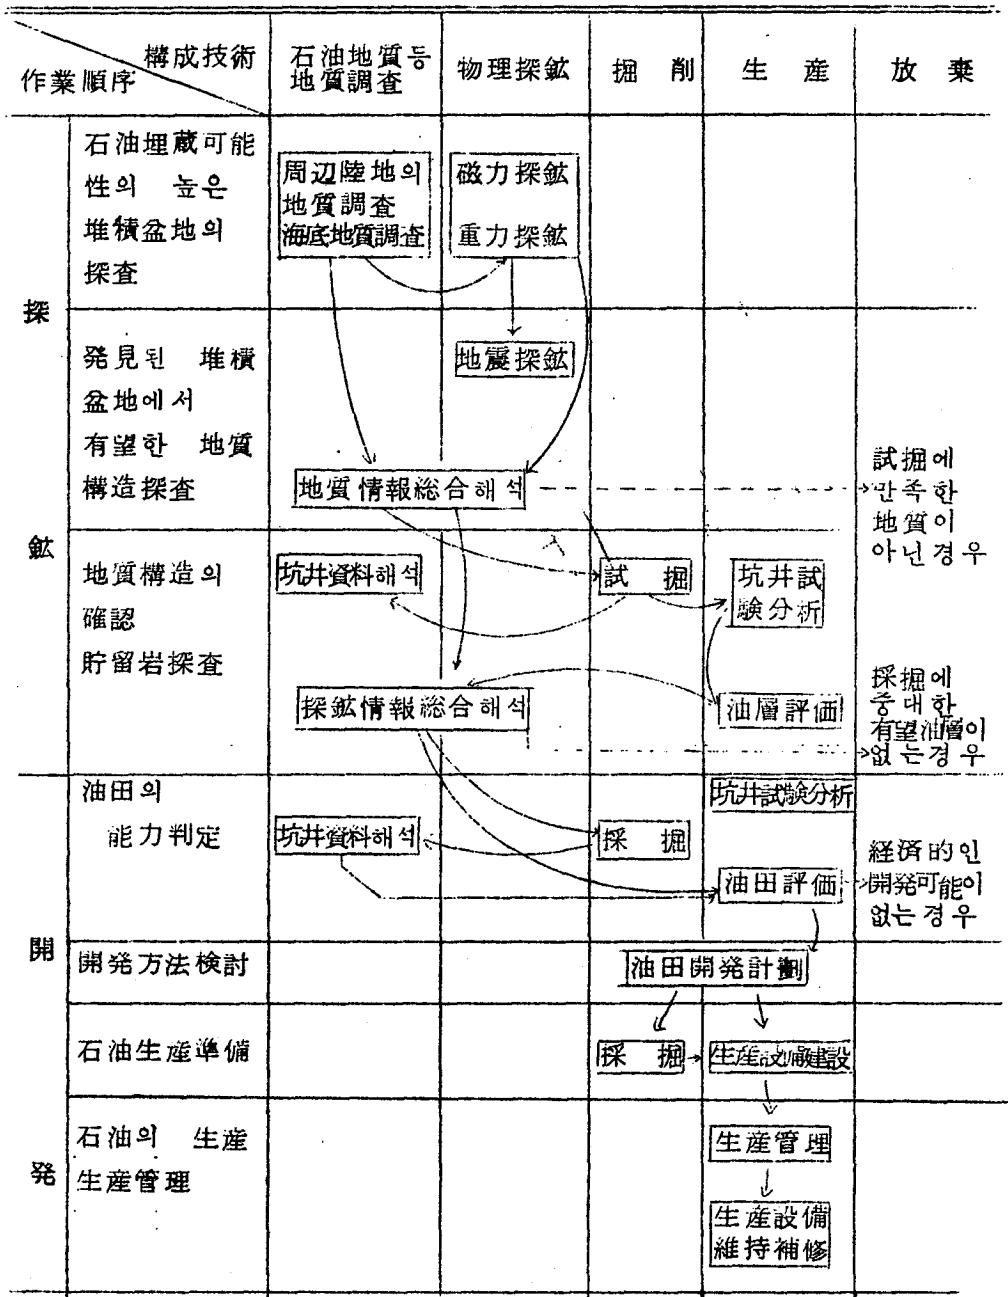 構成技術
作業順序
石油地質등
地質調査
物理探鉱
掘 削
生 産
放 棄
探
鉱
石油埋蔵可能
性의 높은
堆積盆地의
探査
周辺陸地의
地質調査
海底地質調査
磁力探鉱
重力探鉱
発見된 堆積
盆地에서
有望한 地質
構造探査
地震探鉱
地質情報総合해석
試掘에
만족한
地質이
아닌경우
地質構造의
確認
貯留岩探査
坑井資料해석
試 掘
坑井試
験分析
探鉱情報総合해석
油層評価
採掘에
중대한
有望油層이
없는경우
開
発
油田의
能力判定
坑井資料해석
採 掘
坑井試験分析
油田評価
経済的인
開発可能이
없는경우
開発方法検討
油田開発計劃
石油生産準備
採 掘
生産設備建設
石油의 生産
生産管理
生産管理
生産設備
維持補修